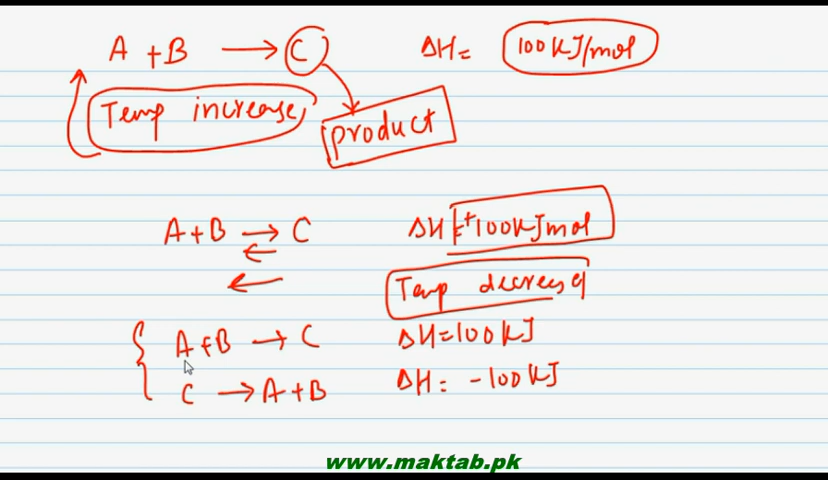 A + B → C ΔH = 100 KJ/mol
Temp increase,
product
A + B → C ΔH = +100 KJ mol
←
←
Temp decrease
A + B → C ΔH = 100 KJ
C → A + B ΔH = -100 KJ
www.maktab.pk